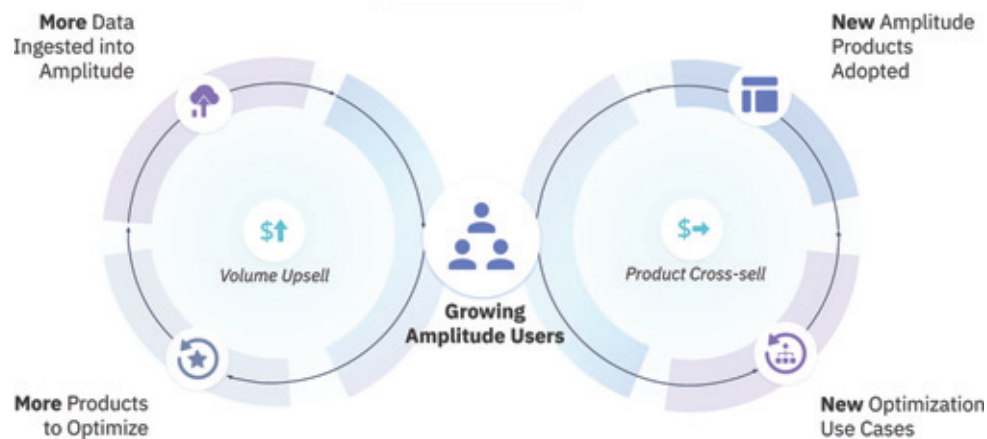 More Data
Ingested into
Amplitude
New Amplitude
Products
Adopted
$
Volume Upsell
$
Product Cross-sell
Growing
Amplitude Users
More Products
to Optimize
New Optimization
Use Cases